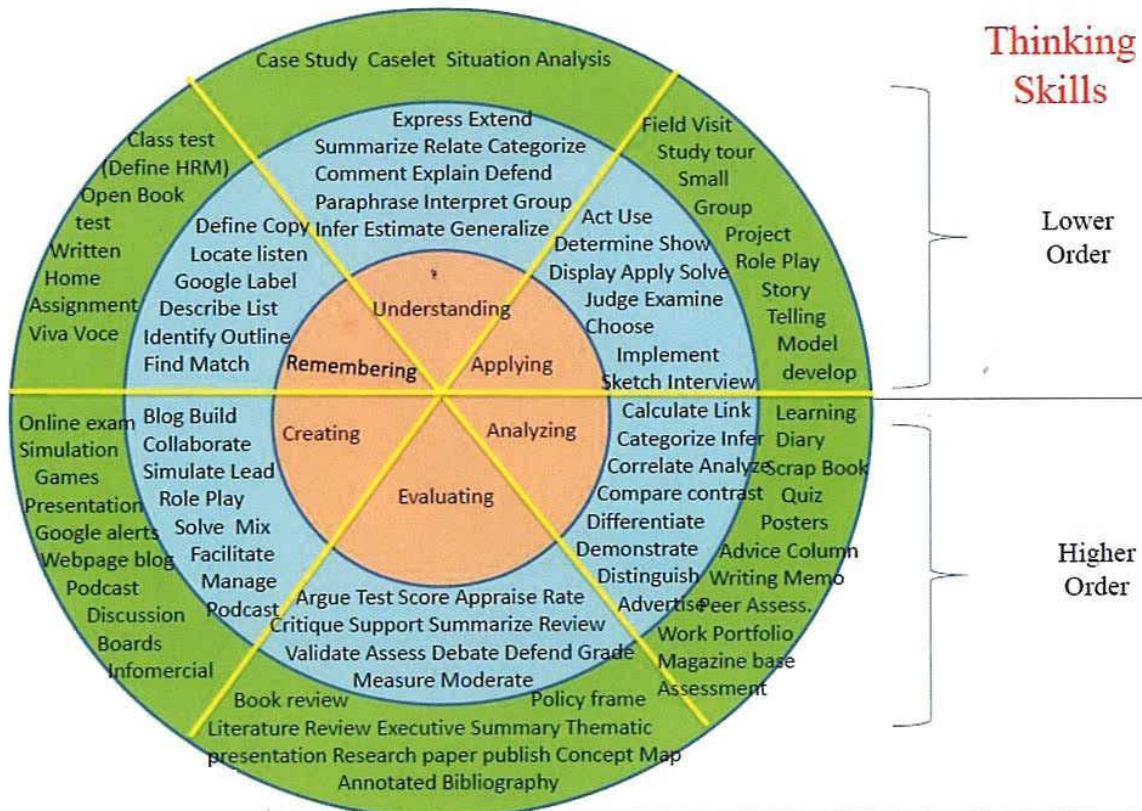 Thinking
Skills
Case Study Caselet Situation Analysis
Class test
(Define HRM)
Open Book
test
Written
Home
Assignment
Viva Voce
Express Extend
Summarize Relate Categorize
Comment Explain Defend
Paraphrase Interpret Group
Infer Estimate Generalize
Field Visit
Study tour
Small
Group
Project
Role Play
Story
Telling
Model
develop
Define Copy
Locate listen
Google Label
Describe List
Identify Outline
Find Match
Act Use
Determine Show
Display Apply Solve
Judge Examine
Choose
Implement
Sketch Interview
Understanding
Remembering
Applying
Lower
Order
Creating
Analyzing
Evaluating
Online exam
Simulation
Games
Presentation
Google alerts
Webpage blog
Podcast
Discussion
Boards
Infomercial
Blog Build
Collaborate
Simulate Lead
Role Play
Solve Mix
Facilitate
Manage
Podcast
Calculate Link
Categorize Infer
Correlate Analyze
Compare contrast
Differentiate
Demonstrate
Distinguish
Advertise
Learning
Diary
Scrap Book
Quiz
Posters
Advice Column
Writing Memo
Peer Assess.
Work Portfolio
Magazine base
Assessment
Higher
Order
Argue Test Score Appraise Rate
Critique Support Summarize Review
Validate Assess Debate Defend Grade
Measure Moderate
Book review
Policy frame
Literature Review Executive Summary Thematic
presentation Research paper publish Concept Map
Annotated Bibliography